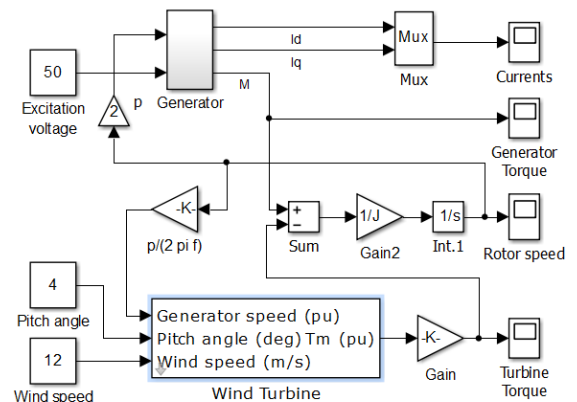 50
Excitation
voltage
2
p
Generator
Id
Iq
M
Mux
Mux
Currents
Generator
Torque
-K-
p/(2 pi f)
+
−
Sum
1/J
Gain2
1/s
Int.1
Rotor speed
4
Pitch angle
12
Wind speed
Generator speed (pu)
Pitch angle (deg) Tm (pu)
Wind speed (m/s)
Wind Turbine
-K-
Gain
Turbine
Torque